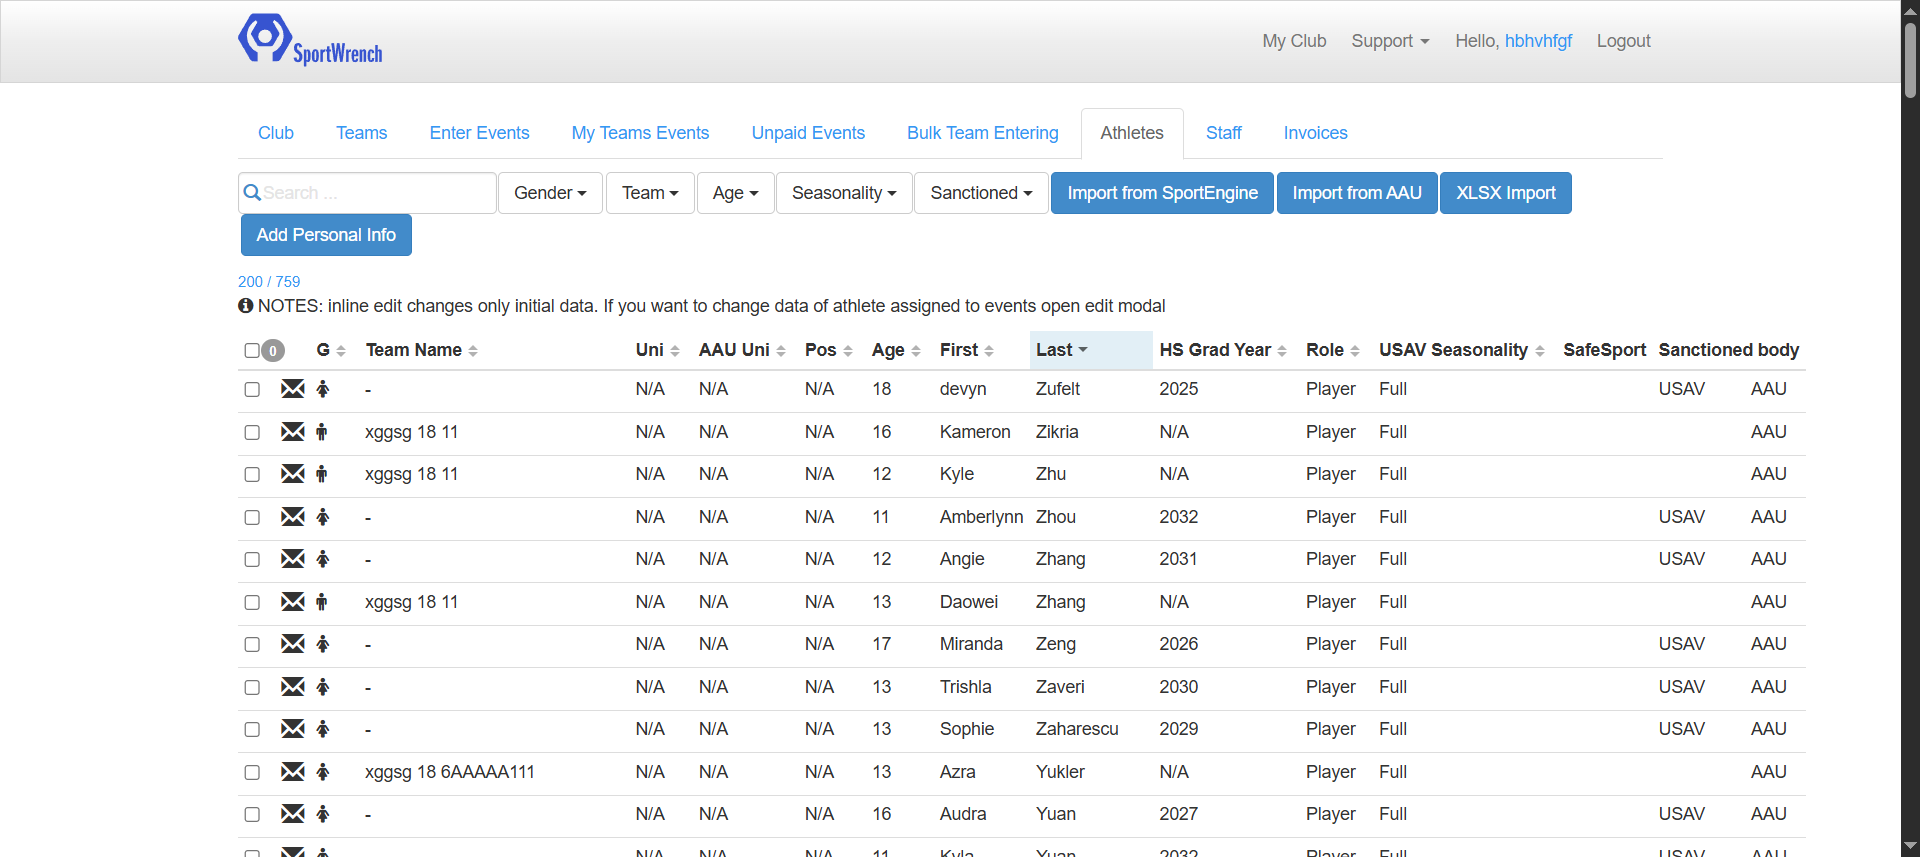 SportWrench
My Club Support Hello, hbhvhfgf Logout
Club Teams Enter Events My Teams Events Unpaid Events Bulk Team Entering Athletes Staff Invoices
Search ... Gender Team Age Seasonality Sanctioned Import from SportEngine Import from AAU XLSX Import
Add Personal Info
200 / 759
NOTES: inline edit changes only initial data. If you want to change data of athlete assigned to events open edit modal
0 G Team Name Uni AAU Uni Pos Age First Last HS Grad Year Role USAV Seasonality SafeSport Sanctioned body
- N/A N/A N/A 18 devyn Zufelt 2025 Player Full USAV AAU
xggsg 18 11 N/A N/A N/A 16 Kameron Zikria N/A Player Full AAU
xggsg 18 11 N/A N/A N/A 12 Kyle Zhu N/A Player Full AAU
- N/A N/A N/A 11 Amberlynn Zhou 2032 Player Full USAV AAU
- N/A N/A N/A 12 Angie Zhang 2031 Player Full USAV AAU
xggsg 18 11 N/A N/A N/A 13 Daowei Zhang N/A Player Full AAU
- N/A N/A N/A 17 Miranda Zeng 2026 Player Full USAV AAU
- N/A N/A N/A 13 Trishla Zaveri 2030 Player Full USAV AAU
- N/A N/A N/A 13 Sophie Zaharescu 2029 Player Full USAV AAU
xggsg 18 6AAAAA111 N/A N/A N/A 13 Azra Yukler N/A Player Full AAU
- N/A N/A N/A 16 Audra Yuan 2027 Player Full USAV AAU
N/A N/A N/A 11 Kyla Yuan 2032 Player Full USAV AAU